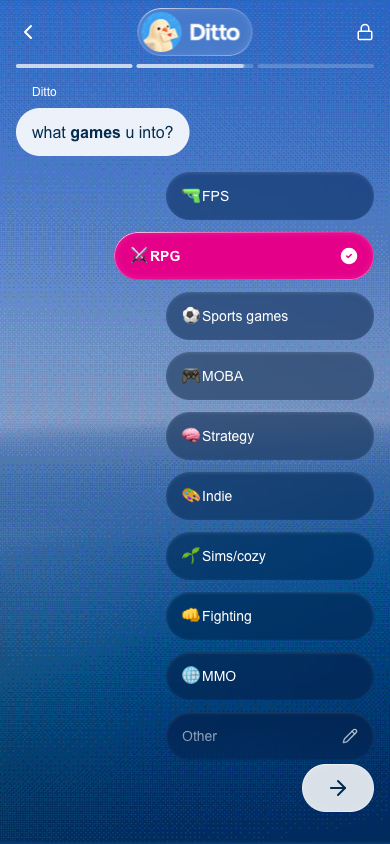 Ditto
Ditto
what games u into?
FPS
RPG
Sports games
MOBA
Strategy
Indie
Sims/cozy
Fighting
MMO
Other